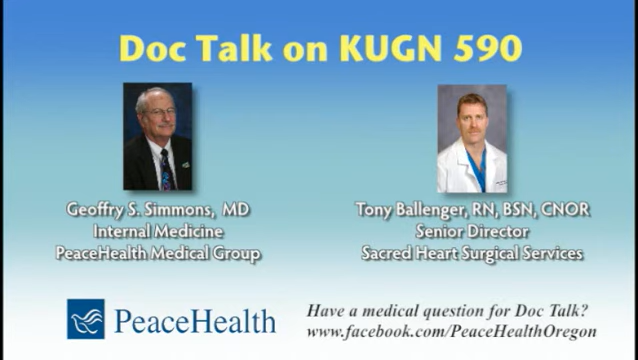 Doc Talk on KUGN 590
Geoffry S. Simmons, MD
Internal Medicine
PeaceHealth Medical Group
Tony Ballenger, RN, BSN, CNOR
Senior Director
Sacred Heart Surgical Services
PeaceHealth
Have a medical question for Doc Talk?
www.facebook.com/PeaceHealthOregon